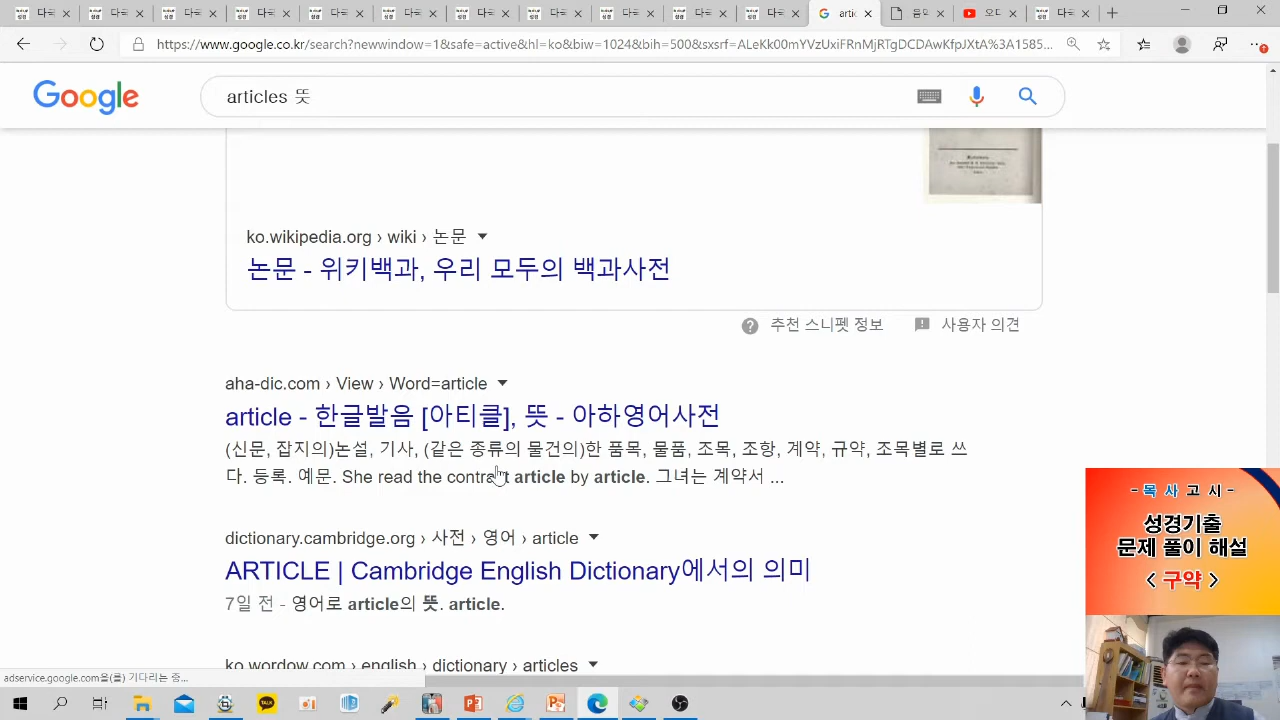 https://www.google.co.kr/search?newwindow=1&safe=active&hl=ko&biw=1024&bih=500&sxsrf=ALeKk00mYVzUxiFRnMjRTgDCDAwKfpJXtA%3A1585...
Google
articles 뜻
ko.wikipedia.org › wiki › 논문
논문 - 위키백과, 우리 모두의 백과사전
추천 스니펫 정보 사용자 의견
aha-dic.com › View › Word=article
article - 한글발음 [아티클], 뜻 - 아하영어사전
(신문, 잡지의)논설, 기사, (같은 종류의 물건의)한 품목, 물품, 조목, 조항, 계약, 규약, 조목별로 쓰
다. 등록. 예문. She read the contract article by article. 그녀는 계약서 ...
dictionary.cambridge.org › 사전 › 영어 › article
ARTICLE | Cambridge English Dictionary에서의 의미
7일 전 - 영어로 article의 뜻. article.
ko.wordow.com › english › dictionary › articles
adservice.google.com을(를) 기다리는 중...
- 목사고시 -
성경기출
문제 풀이 해설
< 구약 >